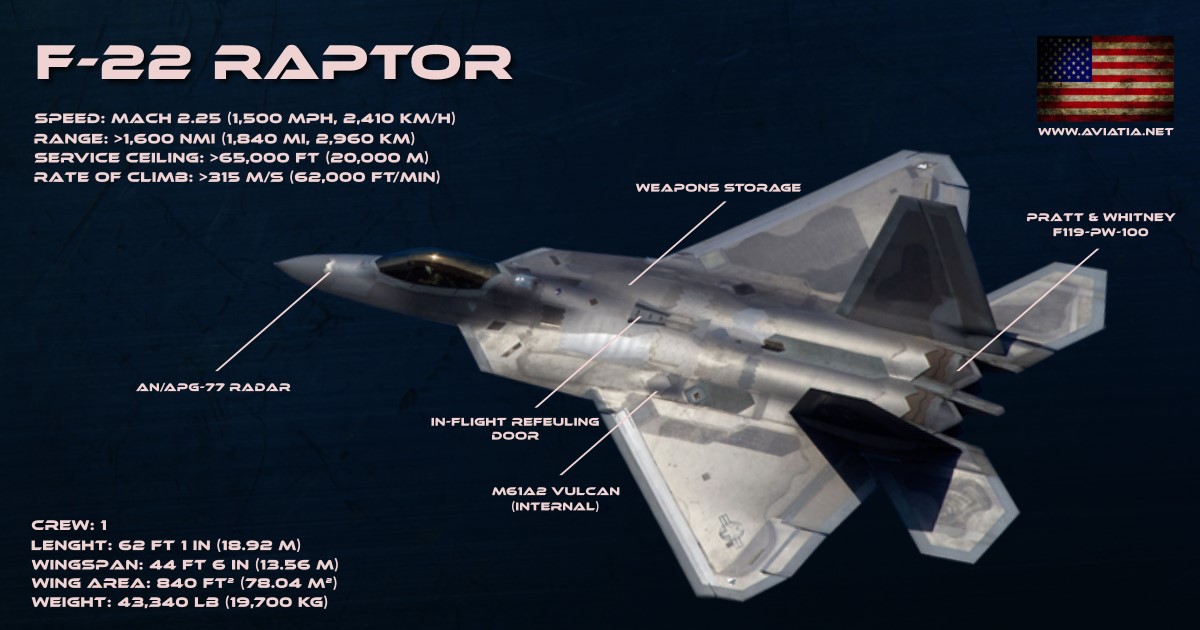 F-22 RAPTOR
SPEED: MACH 2.25 (1,500 MPH, 2,410 KM/H)
RANGE: >1,600 NMI (1,840 MI, 2,960 KM)
SERVICE CEILING: >65,000 FT (20,000 M)
RATE OF CLIMB: >315 M/S (62,000 FT/MIN)
WWW.AVIATIA.NET
WEAPONS STORAGE
PRATT & WHITNEY
F119-PW-100
AN/APG-77 RADAR
IN-FLIGHT REFEULING
DOOR
M61A2 VULCAN
(INTERNAL)
CREW: 1
LENGHT: 62 FT 1 IN (18.92 M)
WINGSPAN: 44 FT 6 IN (13.56 M)
WING AREA: 840 FT² (78.04 M²)
WEIGHT: 43,340 LB (19,700 KG)